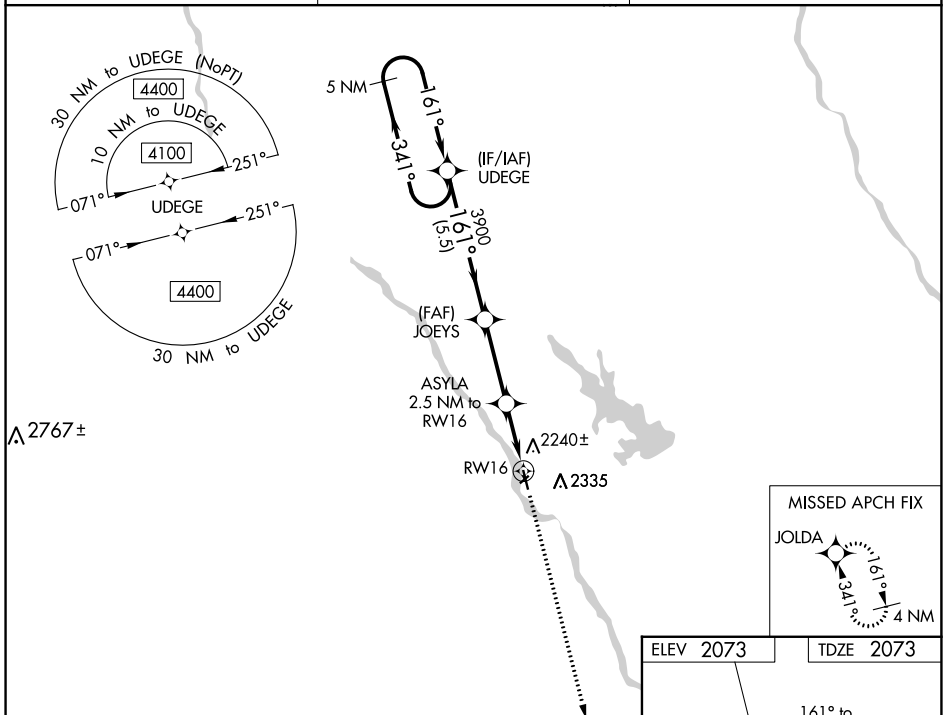 30 NM to UDEGE (NoPT)
4400
10 NM to UDEGE
4100
071°
251°
UDEGE
071°
251°
4400
30 NM to UDEGE
5 NM
161°
341°
(IF/IAF)
UDEGE
3900
161°
(5.5)
(FAF)
JOEYS
ASYLA
2.5 NM to
RW16
2767±
2240±
RW16
2335
MISSED APCH FIX
JOLDA
161°
341°
4 NM
ELEV 2073
TDZE 2073
161° to